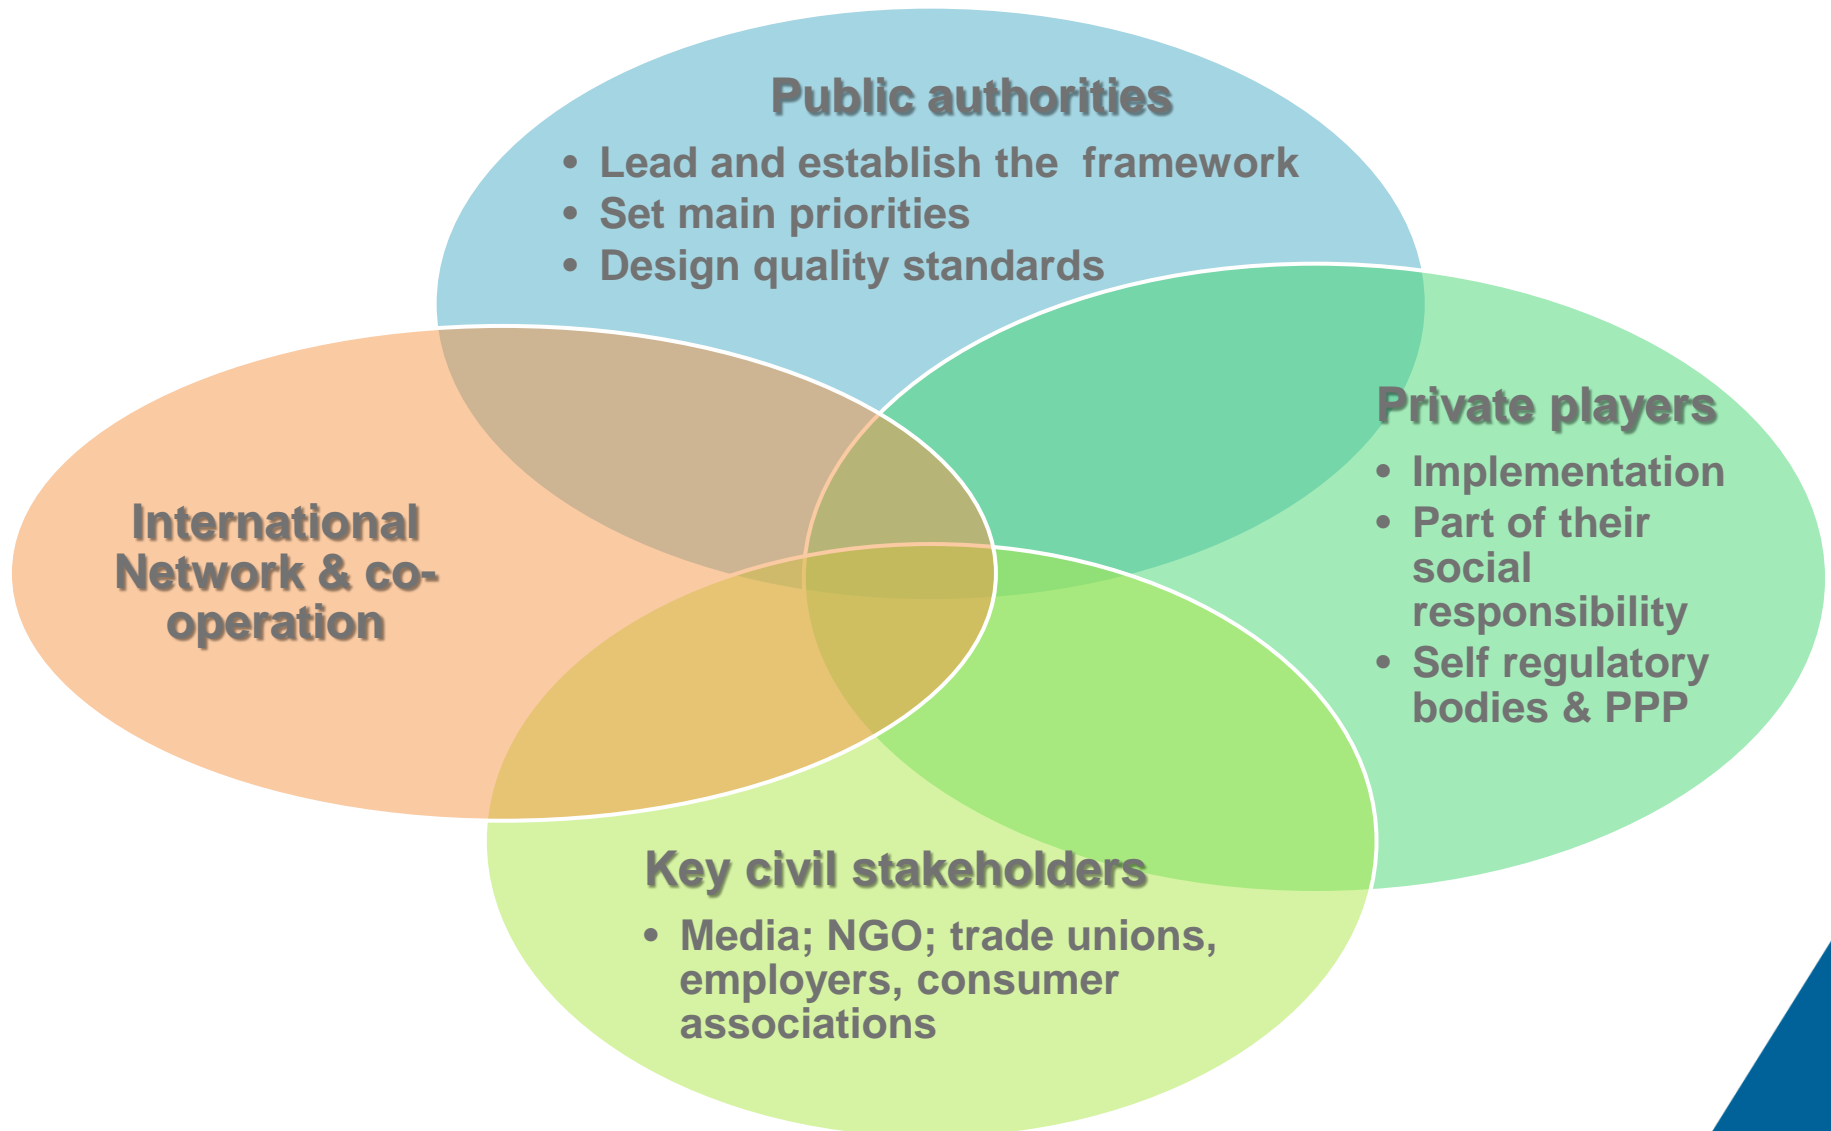 Public authorities
• Lead and establish the  framework
• Set main priorities
• Design quality standards
Private players
• Implementation
• Part of their
social
responsibility
• Self regulatory
bodies & PPP
International
Network & co-
operation
Key civil stakeholders
• Media; NGO; trade unions,
employers, consumer
associations